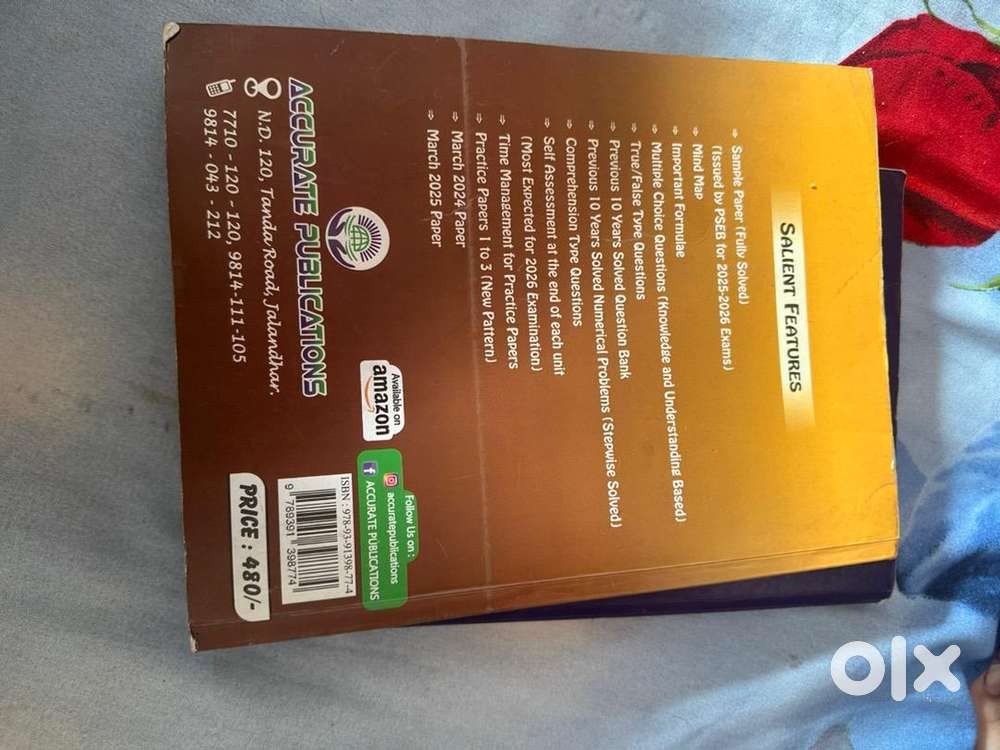 SALIENT FEATURES
⇒ Sample Paper (Fully Solved)
(Issued by PSEB for 2025-2026 Exams)
⇒ Mind Map
⇒ Important Formulae
⇒ Multiple Choice Questions (Knowledge and Understanding Based)
⇒ True/False Type Questions
⇒ Previous 10 Years Solved Question Bank
⇒ Previous 10 Years Solved Numerical Problems (Stepwise Solved)
⇒ Comprehension Type Questions
⇒ Self Assessment at the end of each unit
(Most Expected for 2026 Examination)
⇒ Time Management for Practice Papers
⇒ Practice Papers 1 to 3 (New Pattern)
⇒ March 2024 Paper
⇒ March 2025 Paper
Available on
amazon
Follow Us on :
accuratepublications
ACCURATE PUBLICATIONS
ACCURATE PUBLICATIONS
N.D. 120, Tanda Road, Jalandhar.
7710 - 120 - 120, 9814-111-105
9814 - 043 - 212
ISBN : 978-93-91398-77-4
9 789391 398774
PRICE : 480/-
olx